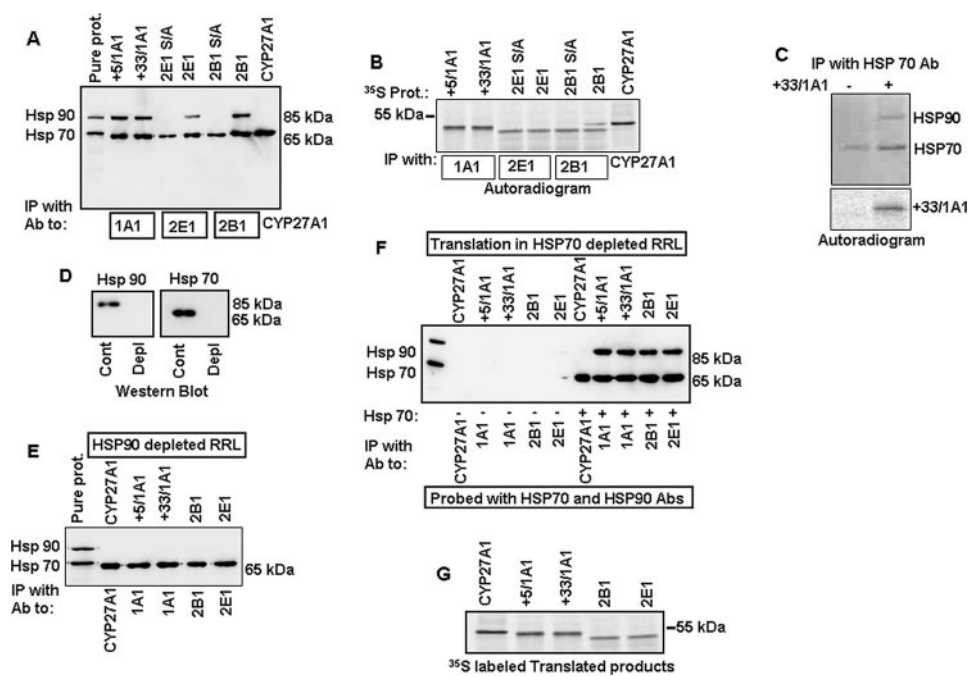 A
Pure prot.
+5/1A1
+33/1A1
2E1 S/A
2E1
2B1 S/A
2B1
CYP27A1
Hsp 90
85 kDa
Hsp 70
65 kDa
IP with
Ab to:
1A1
2E1
2B1
CYP27A1
B
+5/1A1
+33/1A1
2E1 S/A
2E1
2B1 S/A
2B1
CYP27A1
³⁵S Prot.:
55 kDa
IP with:
1A1
2E1
2B1
CYP27A1
Autoradiogram
C
IP with HSP 70 Ab
+33/1A1 - +
HSP90
HSP70
+33/1A1
Autoradiogram
D
Hsp 90
Hsp 70
85 kDa
65 kDa
Cont
Depl
Cont
Depl
Western Blot
E
HSP90 depleted RRL
Pure prot.
CYP27A1
+5/1A1
+33/1A1
2B1
2E1
Hsp 90
Hsp 70
65 kDa
IP with
Ab to:
CYP27A1
1A1
1A1
2B1
2E1
F
Translation in HSP70 depleted RRL
CYP27A1
+5/1A1
+33/1A1
2B1
2E1
CYP27A1
+5/1A1
+33/1A1
2B1
2E1
Hsp 90
85 kDa
Hsp 70
65 kDa
Hsp 70: - - - - - + + + + +
IP with
Ab to:
CYP27A1
1A1
1A1
2B1
2E1
CYP27A1
1A1
1A1
2B1
2E1
Probed with HSP70 and HSP90 Abs
G
CYP27A1
+5/1A1
+33/1A1
2B1
2E1
55 kDa
³⁵S labeled Translated products